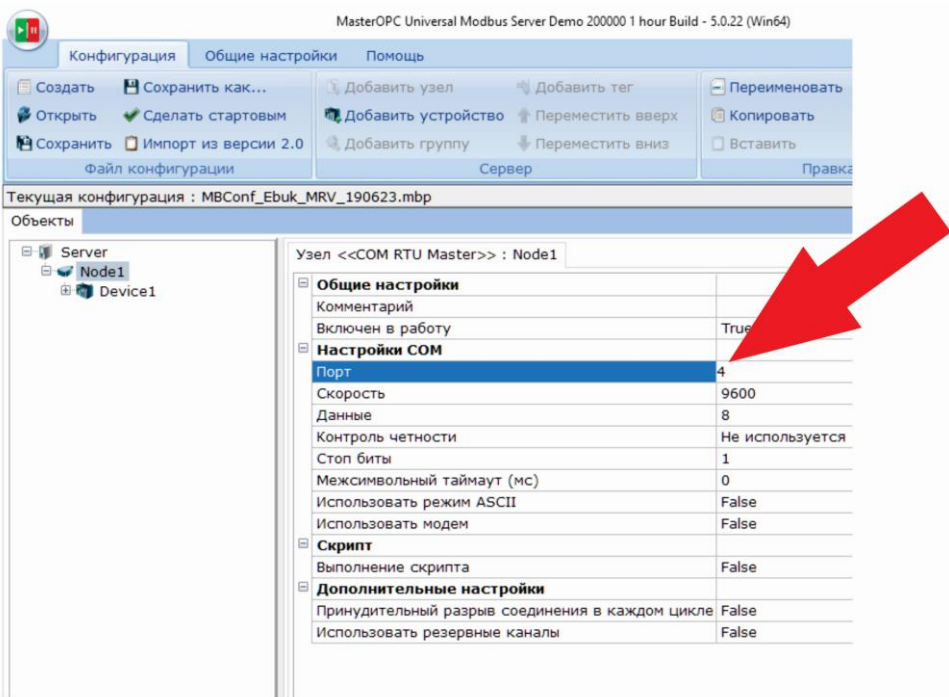 MasterOPC Universal Modbus Server Demo 200000 1 hour Build - 5.0.22 (Win64)
Конфигурация Общие настройки Помощь
Создать Сохранить как... Добавить узел Добавить тег Переименовать
Открыть Сделать стартовым Добавить устройство Переместить вверх Копировать
Сохранить Импорт из версии 2.0 Добавить группу Переместить вниз Вставить
Файл конфигурации Сервер Правка
Текущая конфигурация : MBConf_Ebuk_MRV_190623.mbp
Объекты
Server
Node1
Device1
Узел <<COM RTU Master>> : Node1
Общие настройки
Комментарий
Включен в работу True
Настройки COM
Порт 4
Скорость 9600
Данные 8
Контроль четности Не используется
Стоп биты 1
Межсимвольный таймаут (мс) 0
Использовать режим ASCII False
Использовать модем False
Скрипт
Выполнение скрипта False
Дополнительные настройки
Принудительный разрыв соединения в каждом цикле False
Использовать резервные каналы False